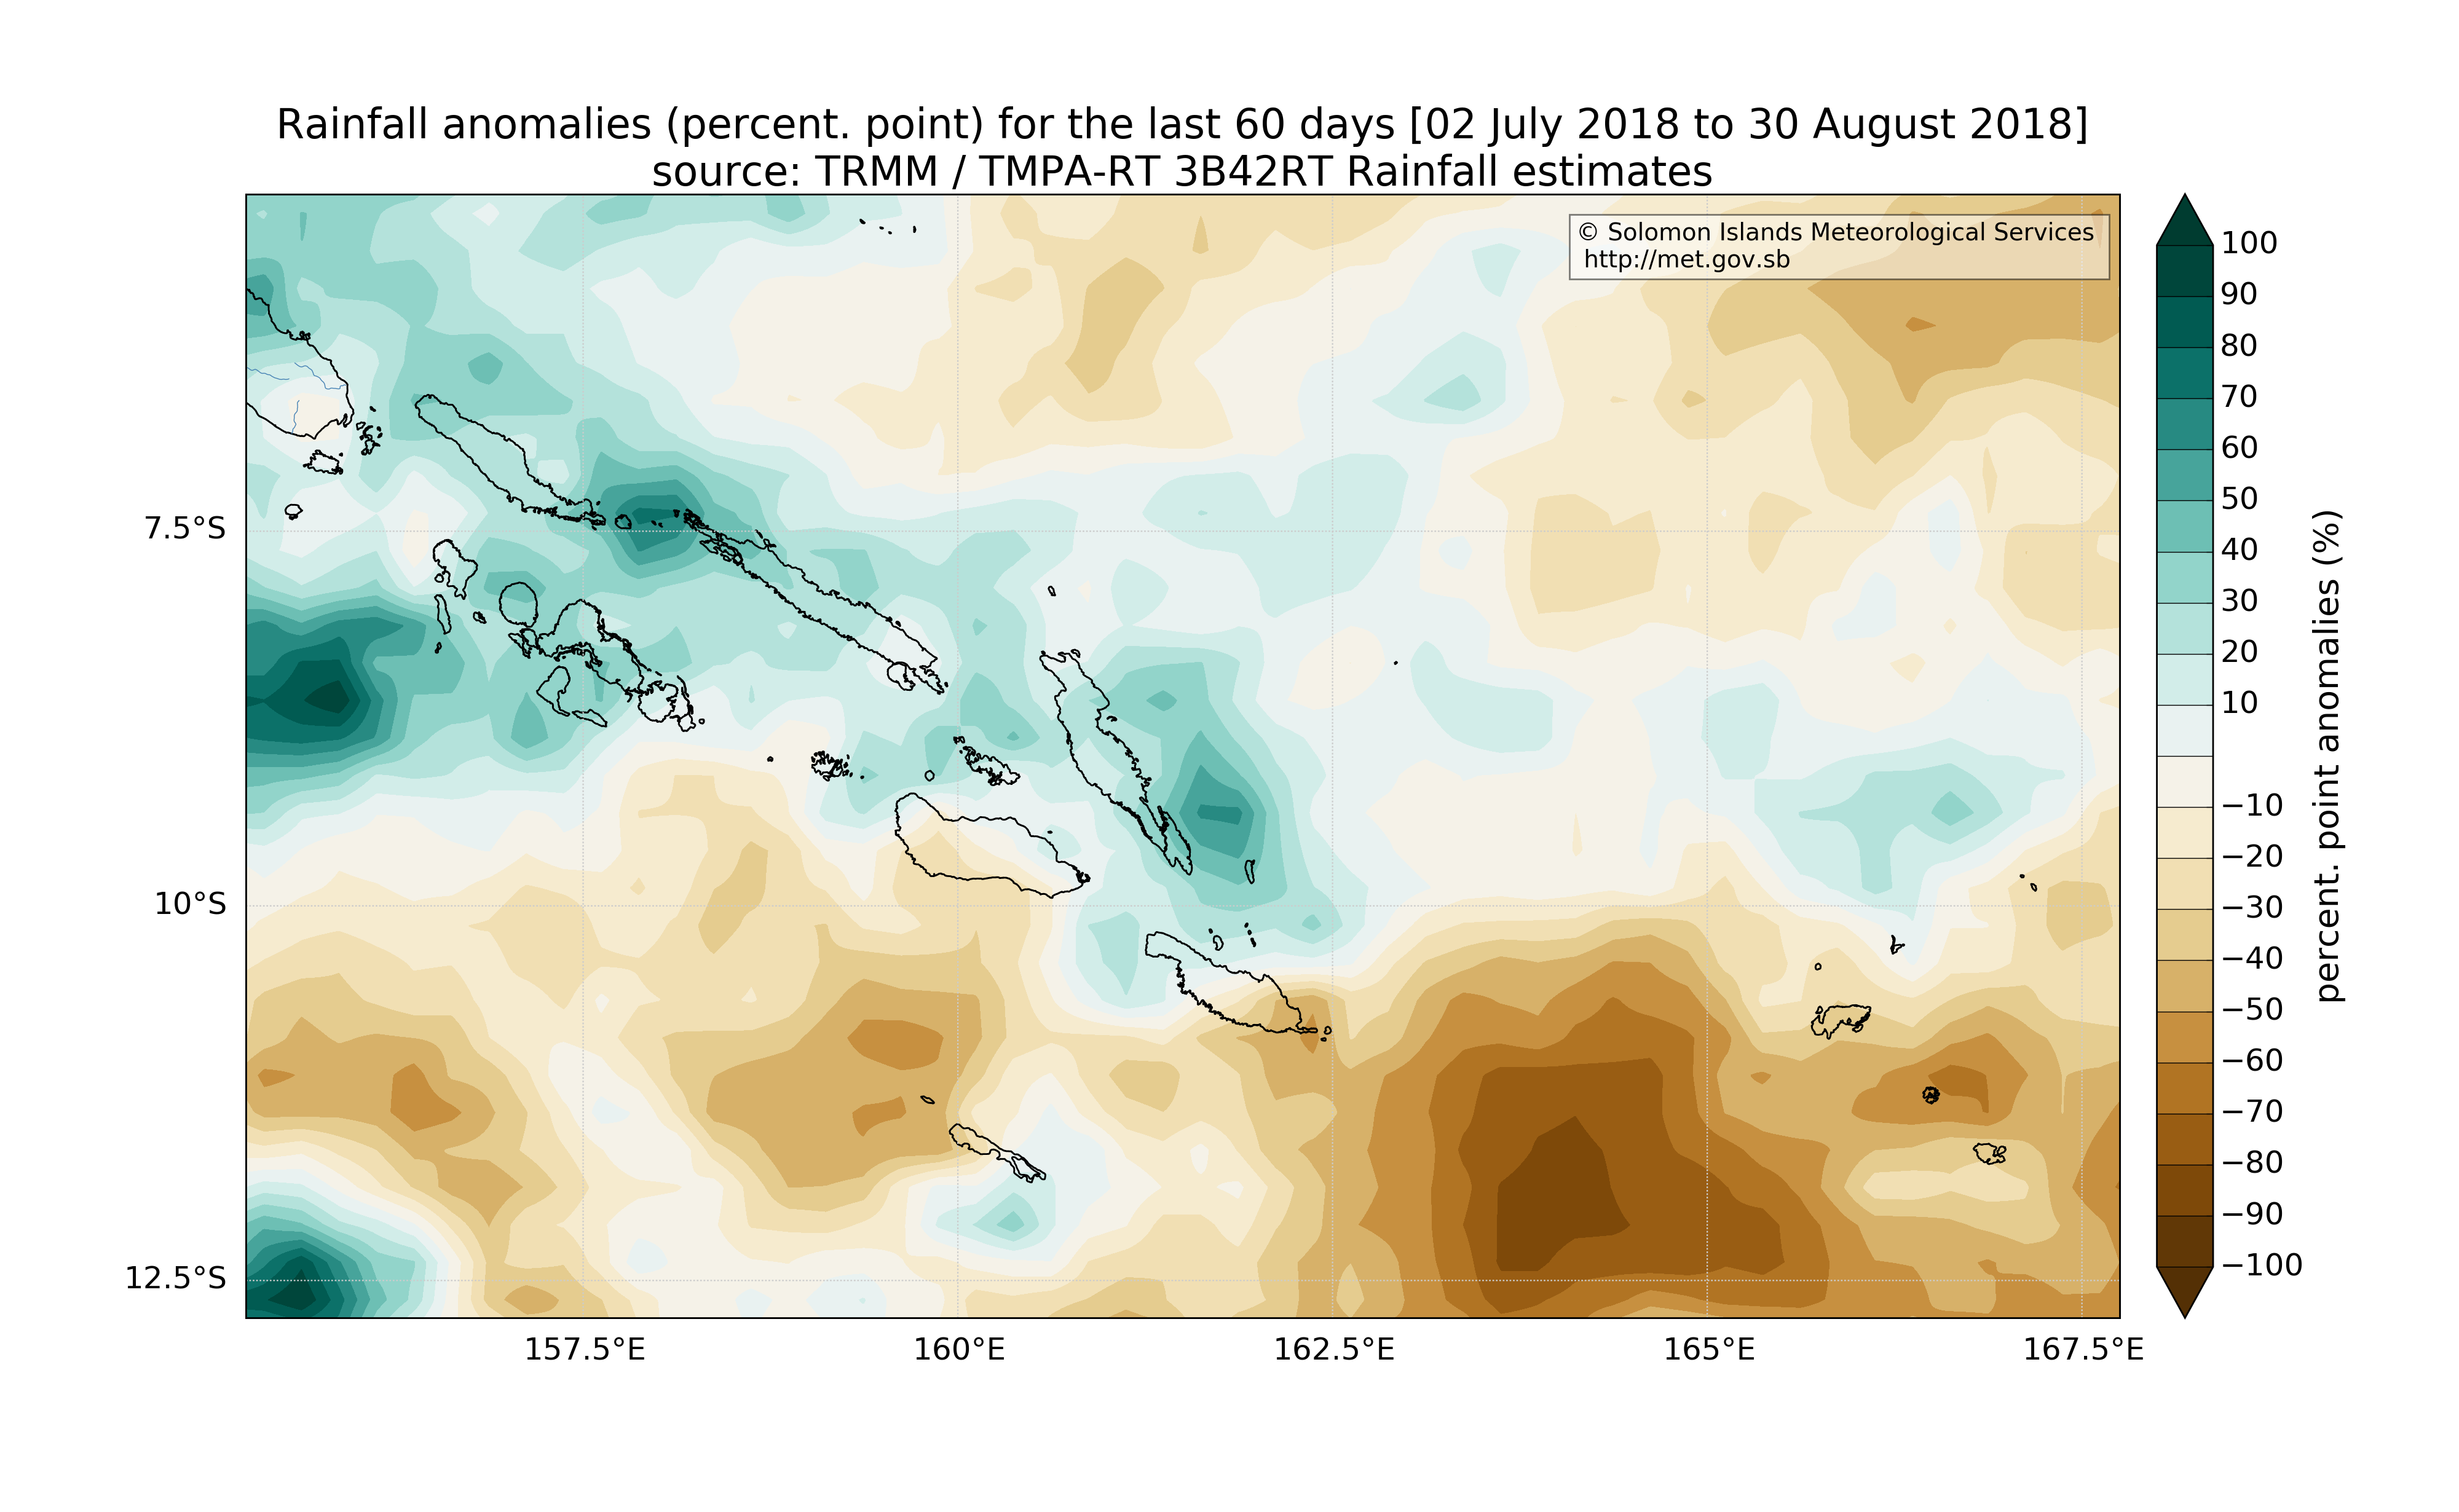 Rainfall anomalies (percent. point) for the last 60 days [02 July 2018 to 30 August 2018]
source: TRMM / TMPA-RT 3B42RT Rainfall estimates
© Solomon Islands Meteorological Services
http://met.gov.sb
7.5°S
10°S
12.5°S
157.5°E
160°E
162.5°E
165°E
167.5°E
100
90
80
70
60
50
40
30
20
10
−10
−20
−30
−40
−50
−60
−70
−80
−90
−100
percent. point anomalies (%)